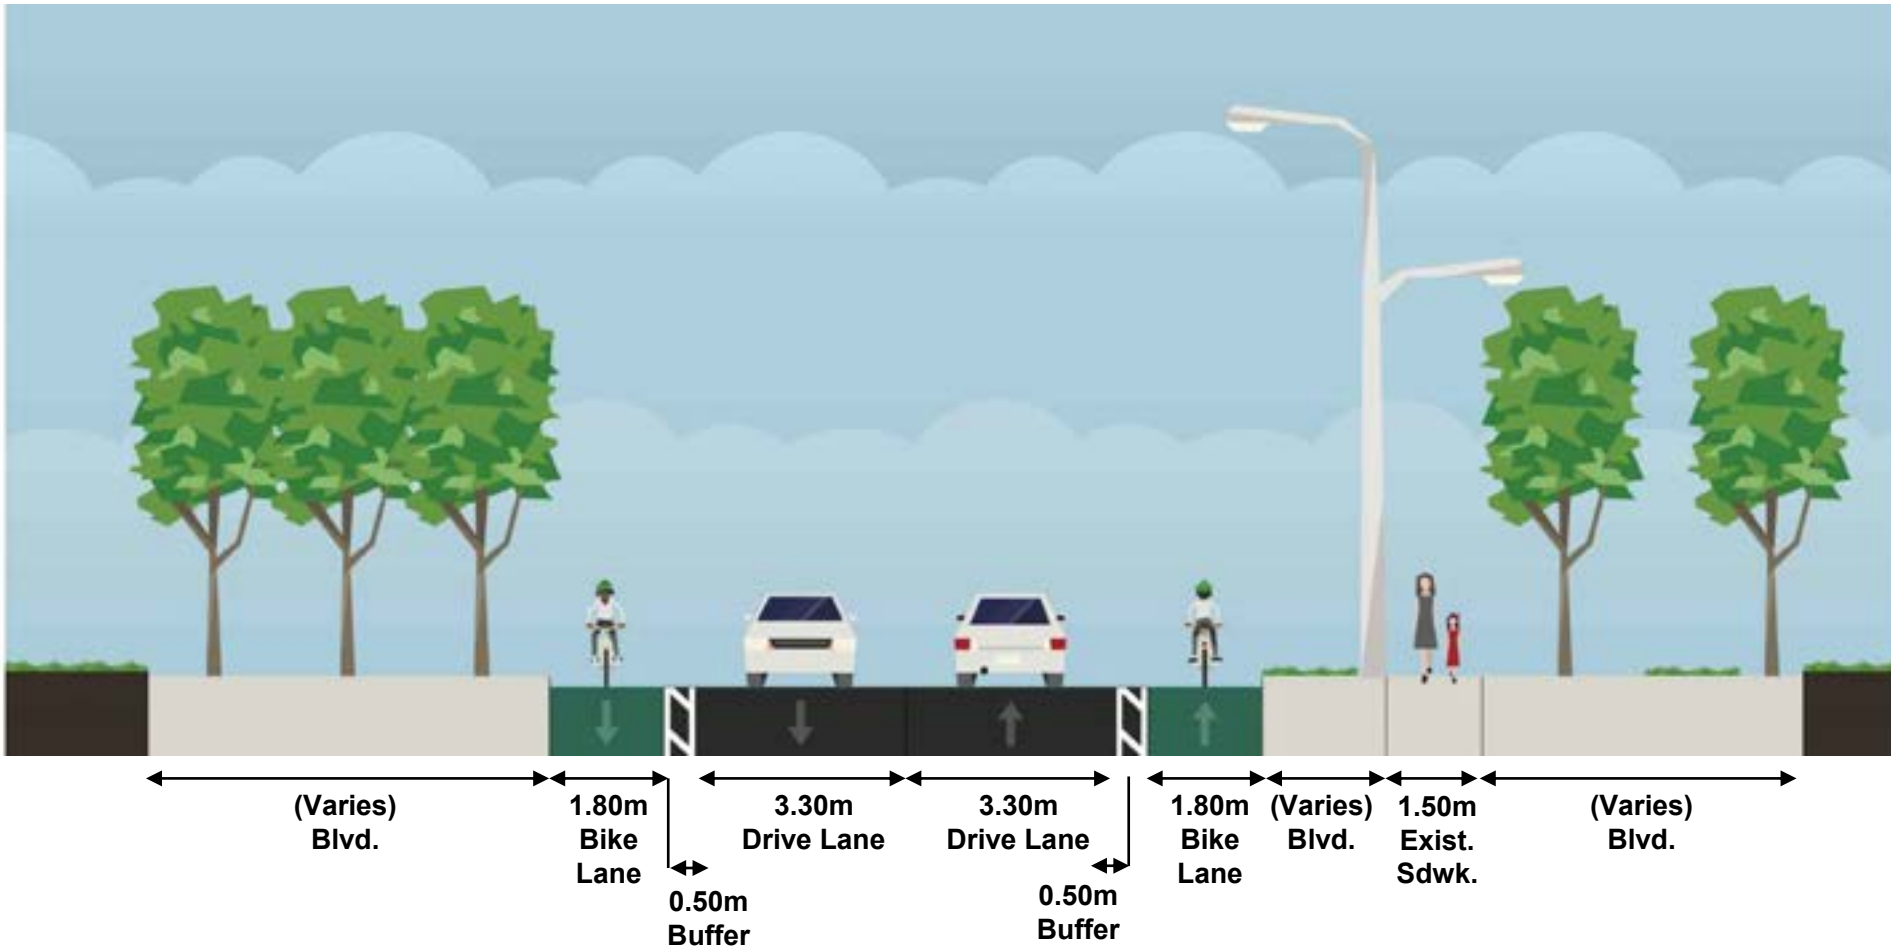 (Varies)
Blvd.
1.80m
Bike
Lane
0.50m
Buffer
3.30m
Drive Lane
3.30m
Drive Lane
0.50m
Buffer
1.80m
Bike
Lane
(Varies)
Blvd.
1.50m
Exist.
Sdwk.
(Varies)
Blvd.